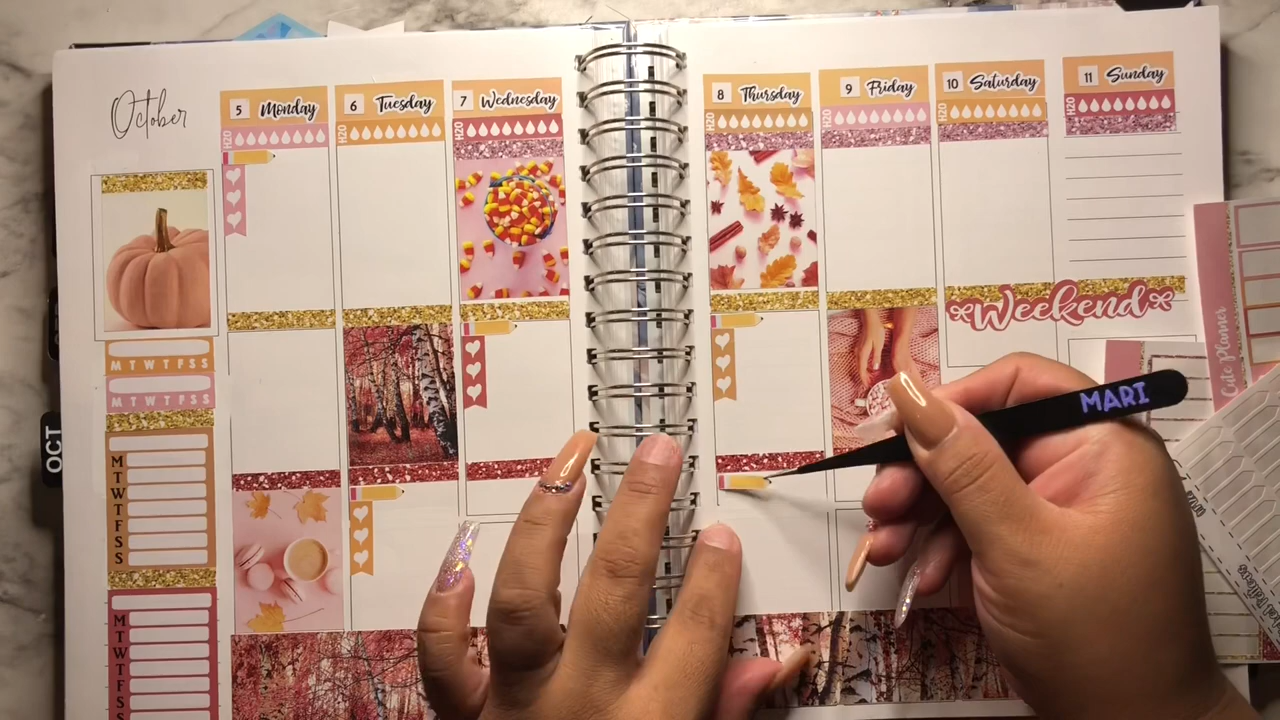 October
5 Monday
6 Tuesday
7 Wednesday
8 Thursday
9 Friday
10 Saturday
11 Sunday
H2O
H2O
H2O
H2O
H2O
H2O
H2O
Weekend
M T W T F S S
M T W T F S S
M
T
W
T
F
S
S
M
T
W
T
F
S
S
OCT
MARI
Cute Planner